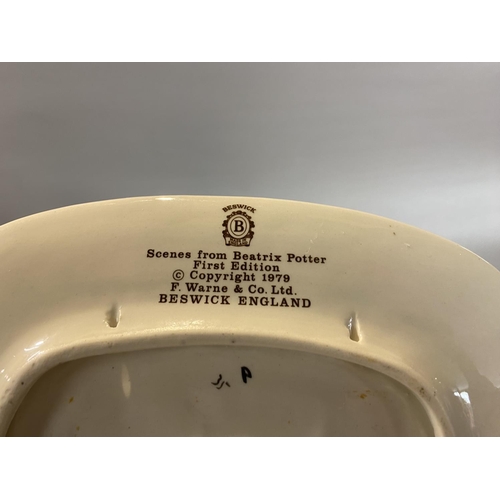 BESWICK
B
Scenes from Beatrix Potter
First Edition
© Copyright 1979
F. Warne & Co. Ltd.
BESWICK ENGLAND
A